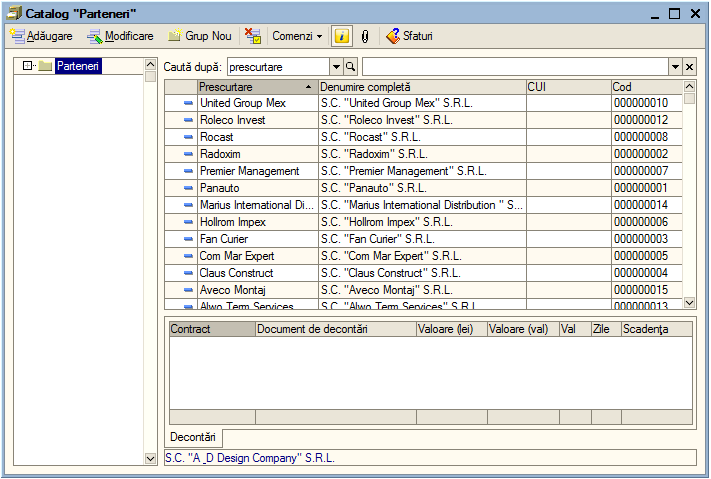 Catalog "Parteneri"
Adăugare Modificare Grup Nou Comenzi Sfaturi
Parteneri
Caută după: prescurtare
Prescurtare Denumire completă CUI Cod
United Group Mex S.C. "United Group Mex" S.R.L. 000000010
Roleco Invest S.C. "Roleco Invest" S.R.L. 000000012
Rocast S.C. "Rocast" S.R.L. 000000008
Radoxim S.C. "Radoxim" S.R.L. 000000002
Premier Management S.C. "Premier Management" S.R.L. 000000007
Panauto S.C. "Panauto" S.R.L. 000000001
Marius International Di... S.C. "Marius International Distribution " S... 000000014
Hollrom Impex S.C. "Hollrom Impex" S.R.L. 000000006
Fan Curier S.C. "Fan Curier" S.R.L. 000000003
Com Mar Expert S.C. "Com Mar Expert" S.R.L. 000000005
Claus Construct S.C. "Claus Construct" S.R.L. 000000004
Aveco Montaj S.C. "Aveco Montaj" S.R.L. 000000015
Alwo Term Services S.C. "Alwo Term Services" S.R.L. 000000013
Contract Document de decontări Valoare (lei) Valoare (val) Val Zile Scadenţa
Decontări
S.C. "A_D Design Company" S.R.L.